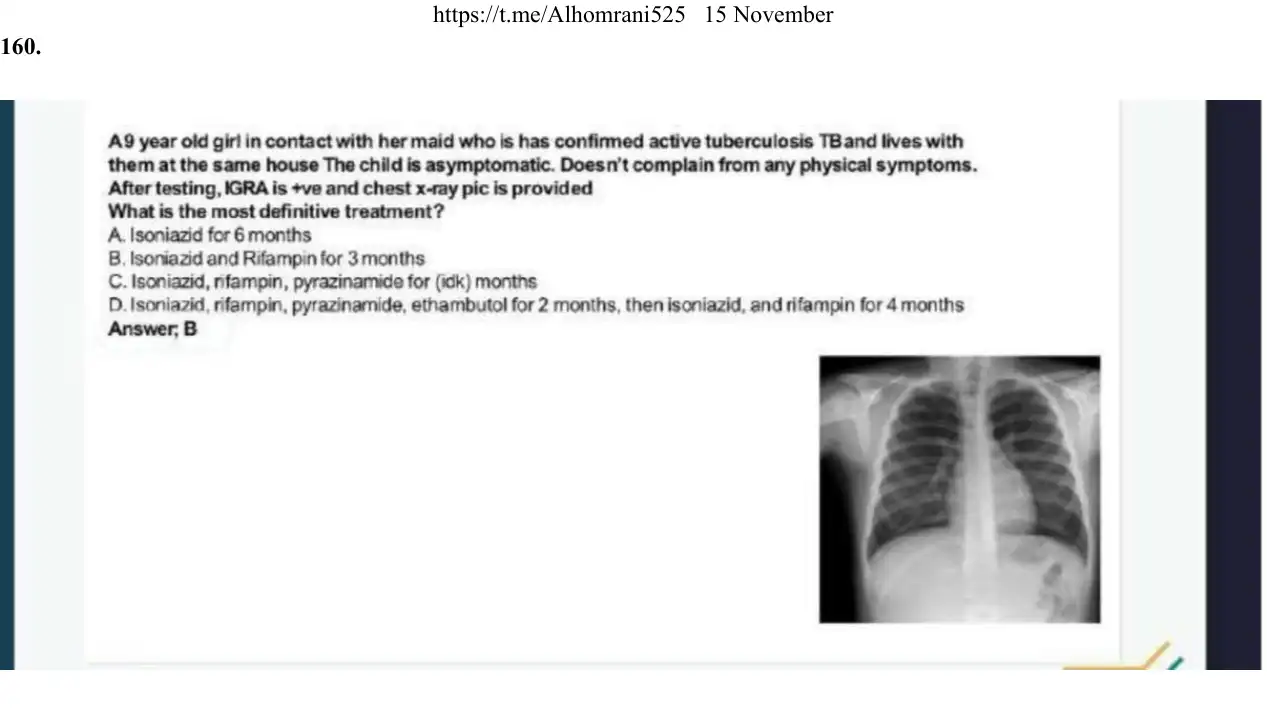 https://t.me/Alhomrani525 15 November
160.
A 9 year old girl in contact with her maid who is has confirmed active tuberculosis TB and lives with
them at the same house The child is asymptomatic. Doesn't complain from any physical symptoms.
After testing, IGRA is +ve and chest x-ray pic is provided
What is the most definitive treatment?
A. Isoniazid for 6 months
B. Isoniazid and Rifampin for 3 months
C. Isoniazid, rifampin, pyrazinamide for (idk) months
D. Isoniazid, rifampin, pyrazinamide, ethambutol for 2 months, then isoniazid, and rifampin for 4 months
Answer; B